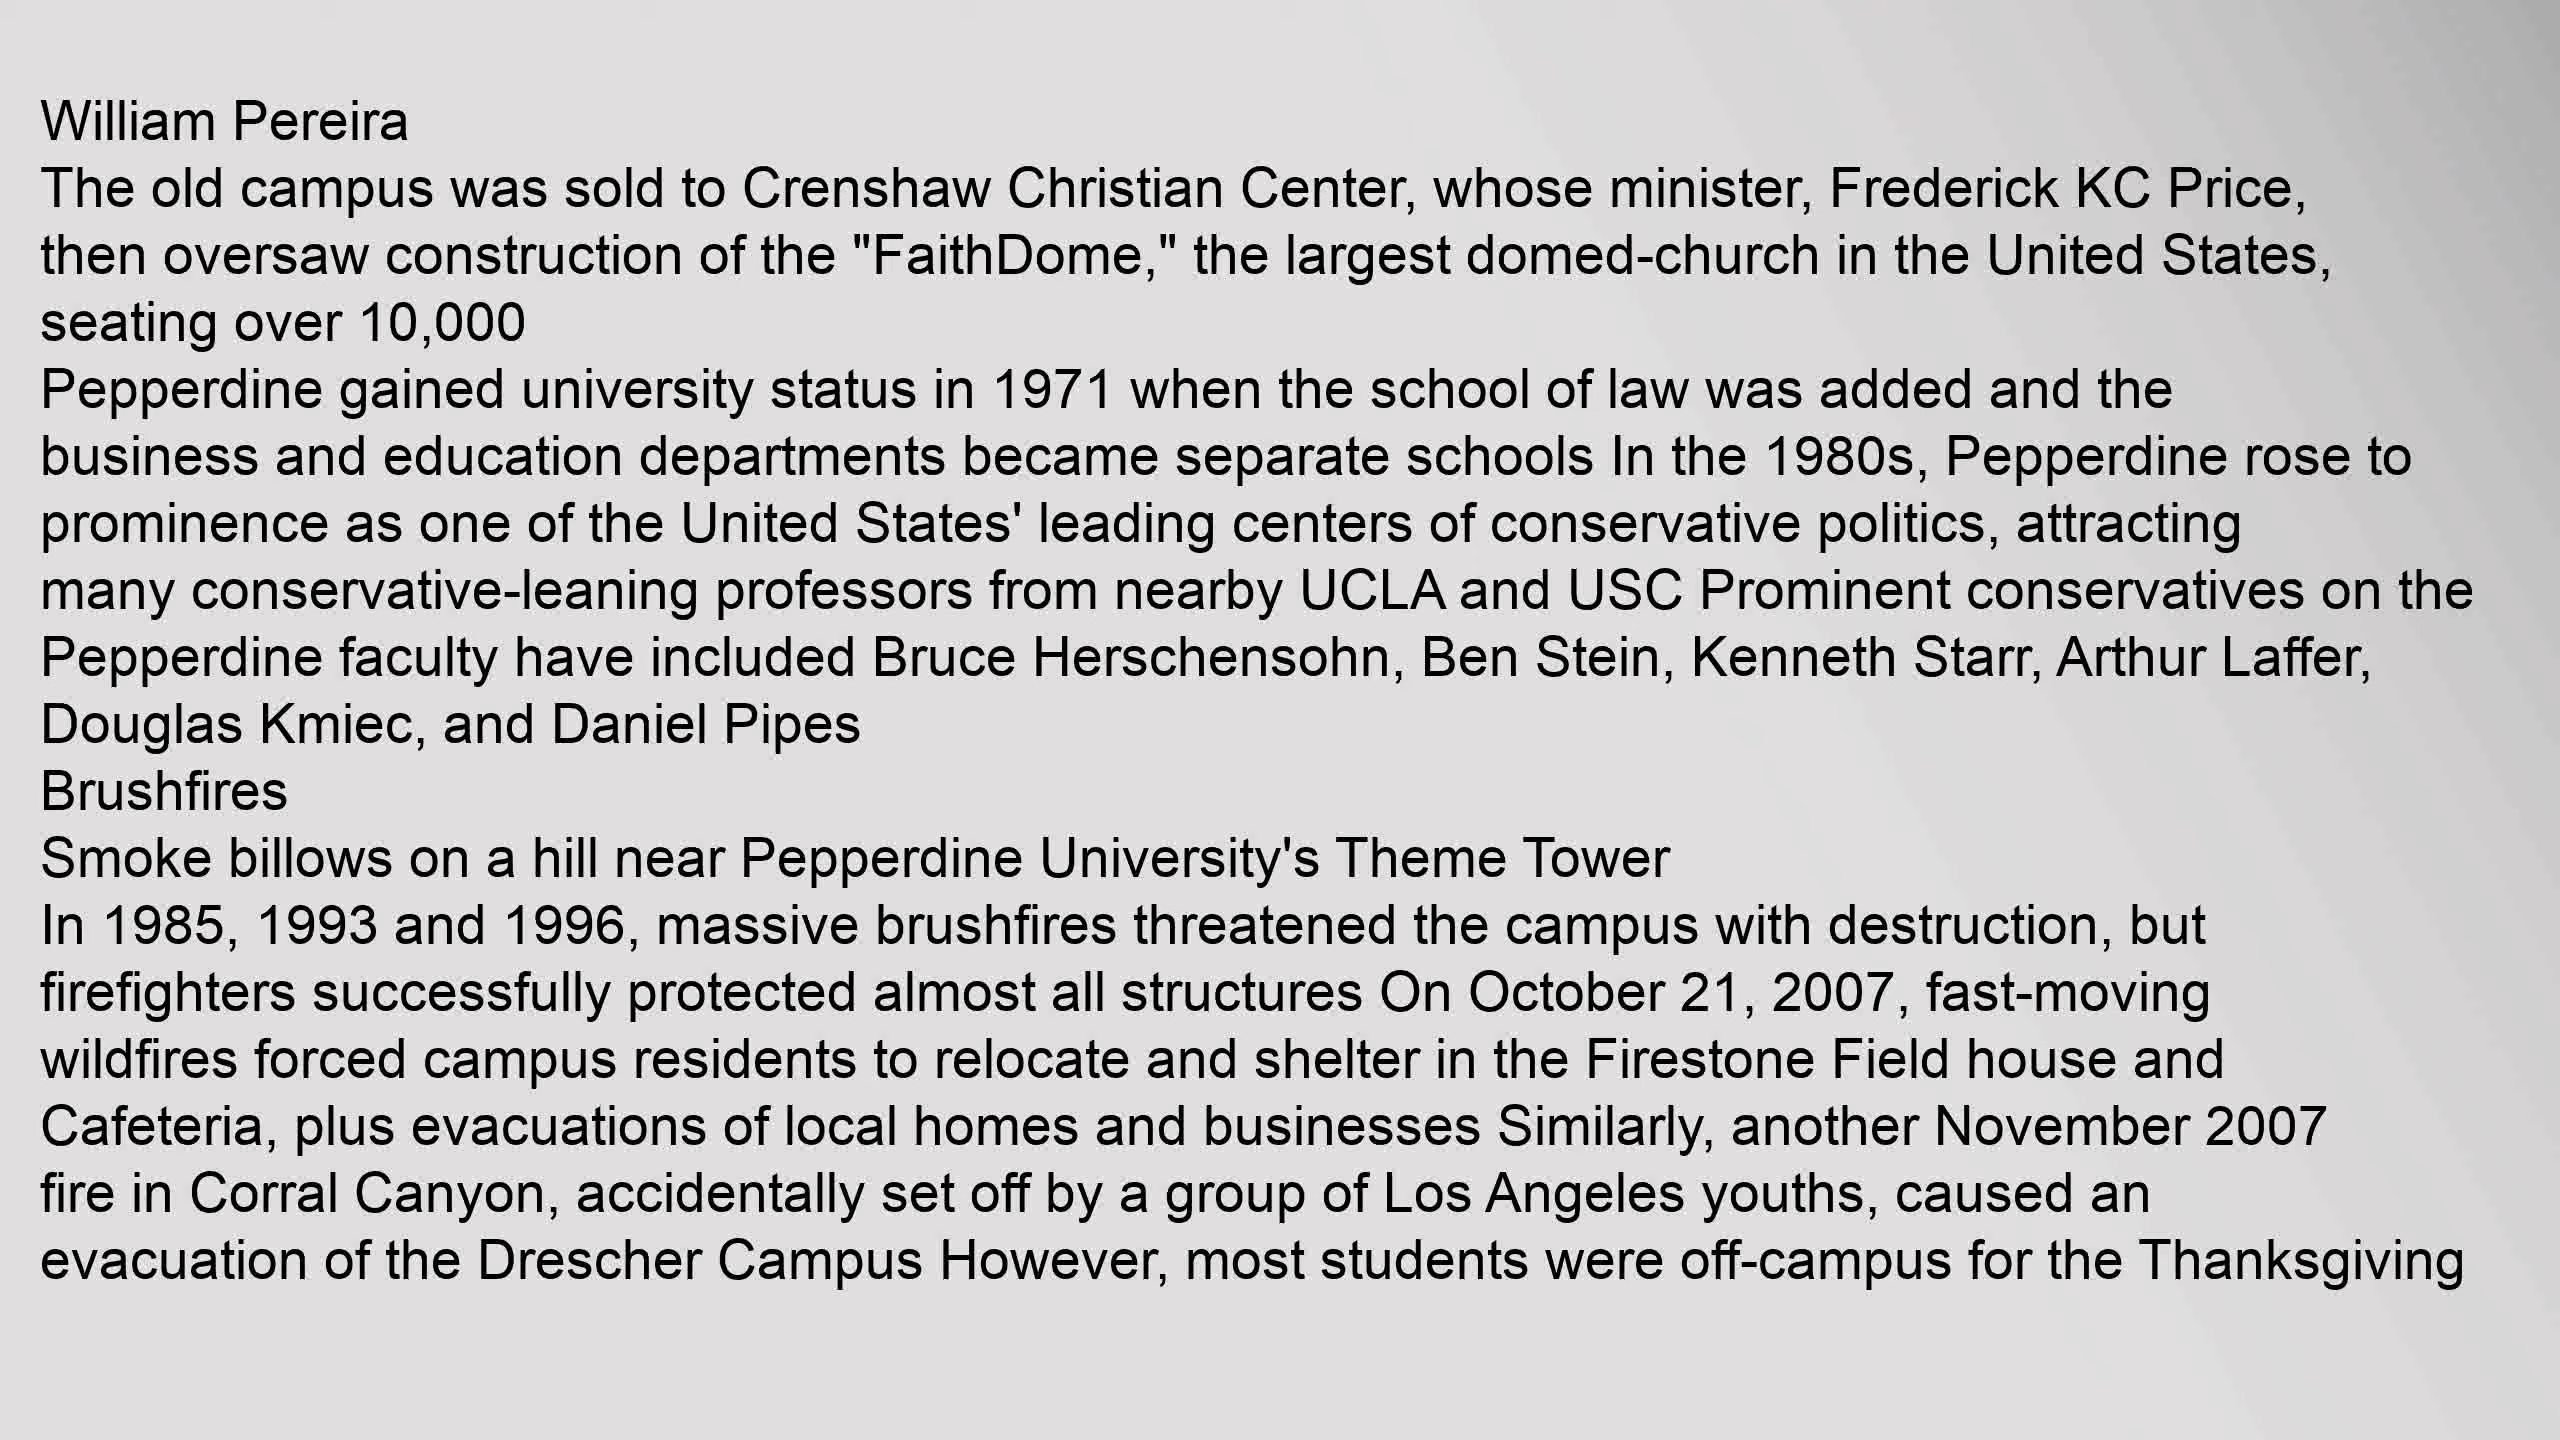 William Pereira
The old campus was sold to Crenshaw Christian Center, whose minister, Frederick KC Price,
then oversaw construction of the "FaithDome," the largest domed-church in the United States,
seating over 10,000
Pepperdine gained university status in 1971 when the school of law was added and the
business and education departments became separate schools In the 1980s, Pepperdine rose to
prominence as one of the United States' leading centers of conservative politics, attracting
many conservative-leaning professors from nearby UCLA and USC Prominent conservatives on the
Pepperdine faculty have included Bruce Herschensohn, Ben Stein, Kenneth Starr, Arthur Laffer,
Douglas Kmiec, and Daniel Pipes
Brushfires
Smoke billows on a hill near Pepperdine University's Theme Tower
In 1985, 1993 and 1996, massive brushfires threatened the campus with destruction, but
firefighters successfully protected almost all structures On October 21, 2007, fast-moving
wildfires forced campus residents to relocate and shelter in the Firestone Field house and
Cafeteria, plus evacuations of local homes and businesses Similarly, another November 2007
fire in Corral Canyon, accidentally set off by a group of Los Angeles youths, caused an
evacuation of the Drescher Campus However, most students were off-campus for the Thanksgiving